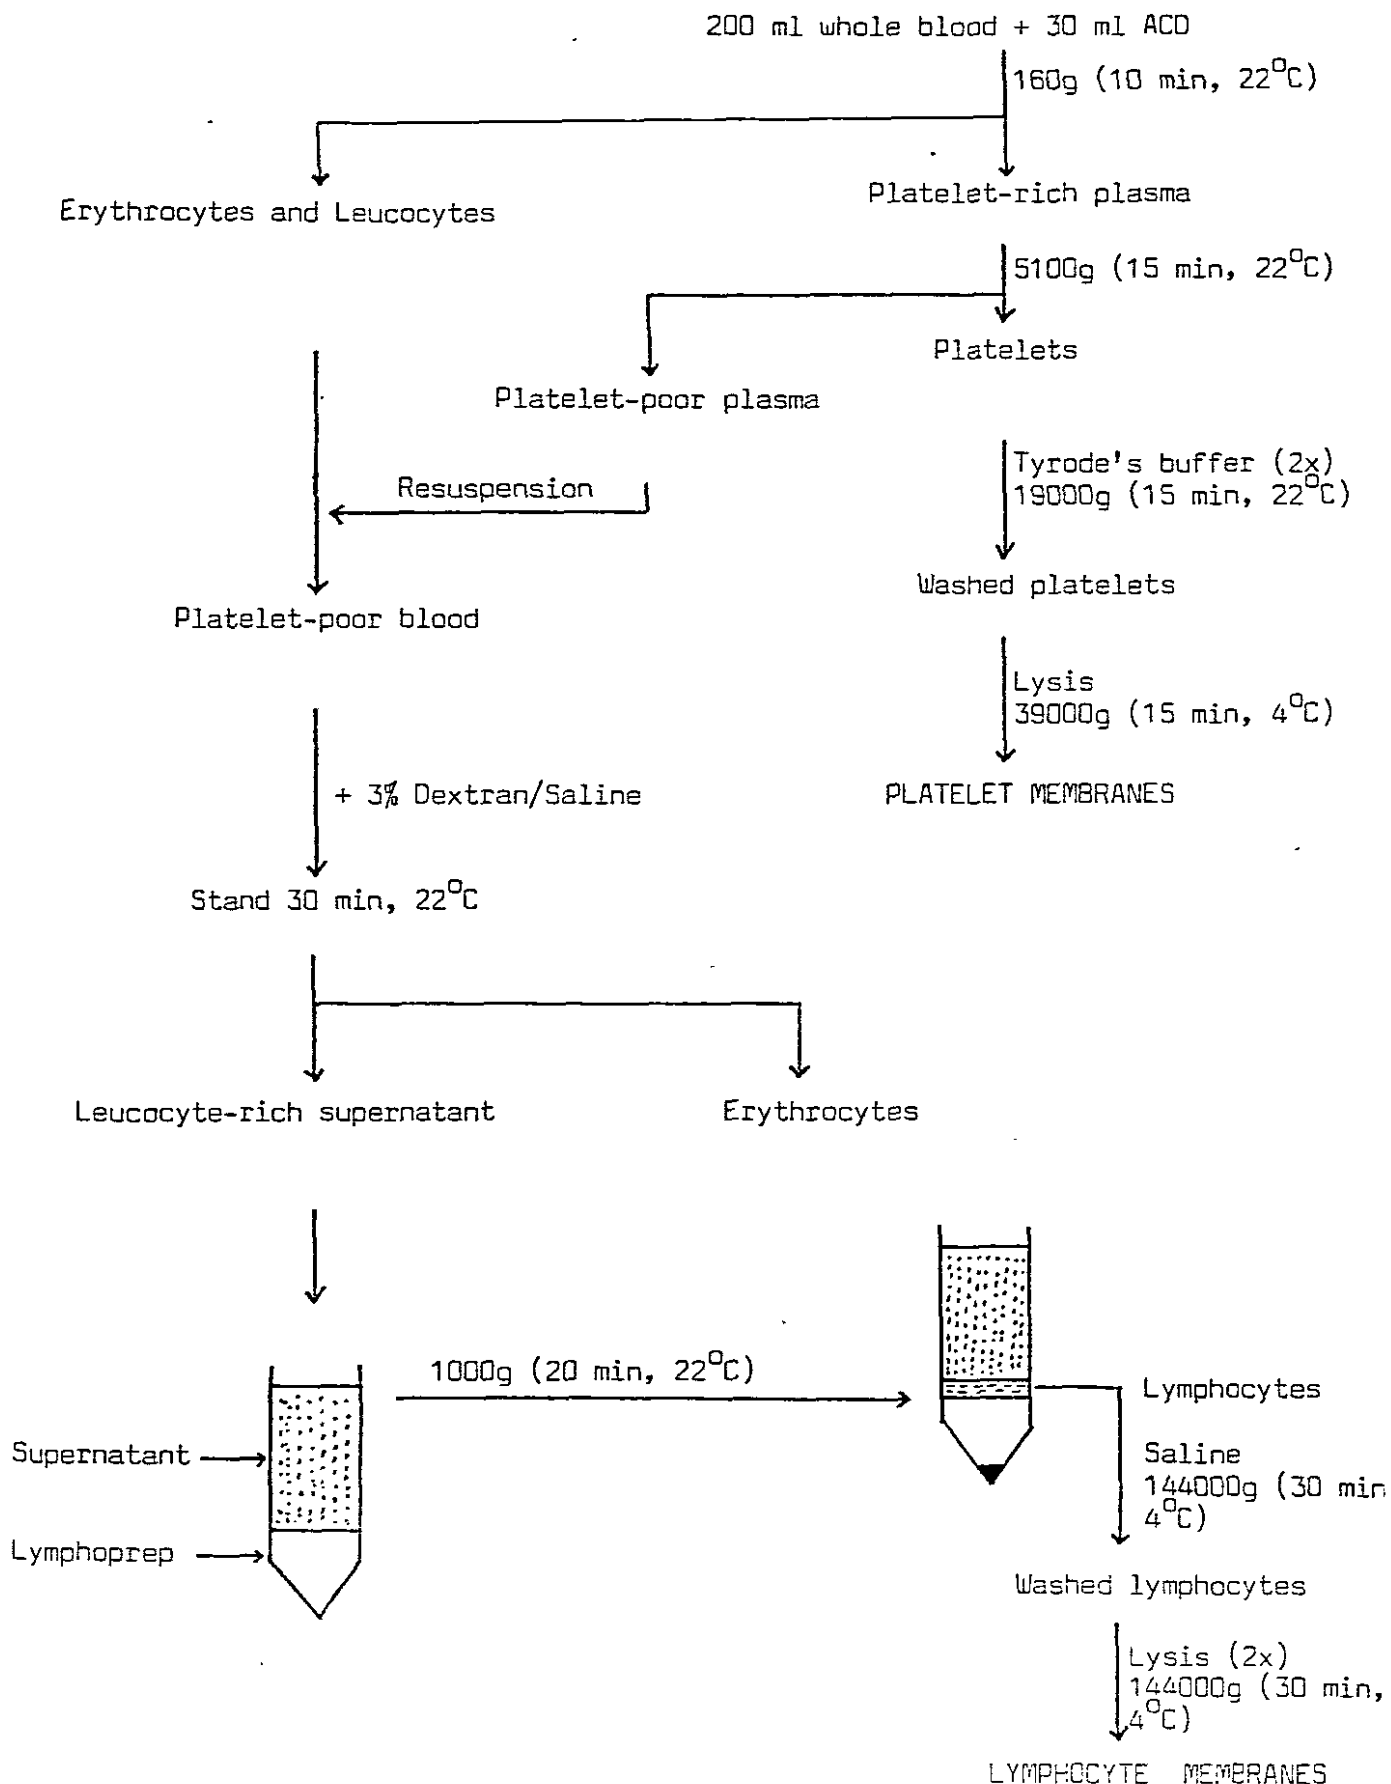 200 ml whole blood + 30 ml ACD
160g (10 min, 22°C)
Erythrocytes and Leucocytes
Platelet-rich plasma
5100g (15 min, 22°C)
Platelets
Platelet-poor plasma
Tyrode's buffer (2x)
19000g (15 min, 22°C)
Resuspension
Washed platelets
Platelet-poor blood
Lysis
39000g (15 min, 4°C)
+ 3% Dextran/Saline
PLATELET MEMBRANES
Stand 30 min, 22°C
Leucocyte-rich supernatant
Erythrocytes
1000g (20 min, 22°C)
Lymphocytes
Supernatant
Saline
144000g (30 min
4°C)
Lymphoprep
Washed lymphocytes
Lysis (2x)
144000g (30 min,
4°C)
LYMPHOCYTE MEMBRANES